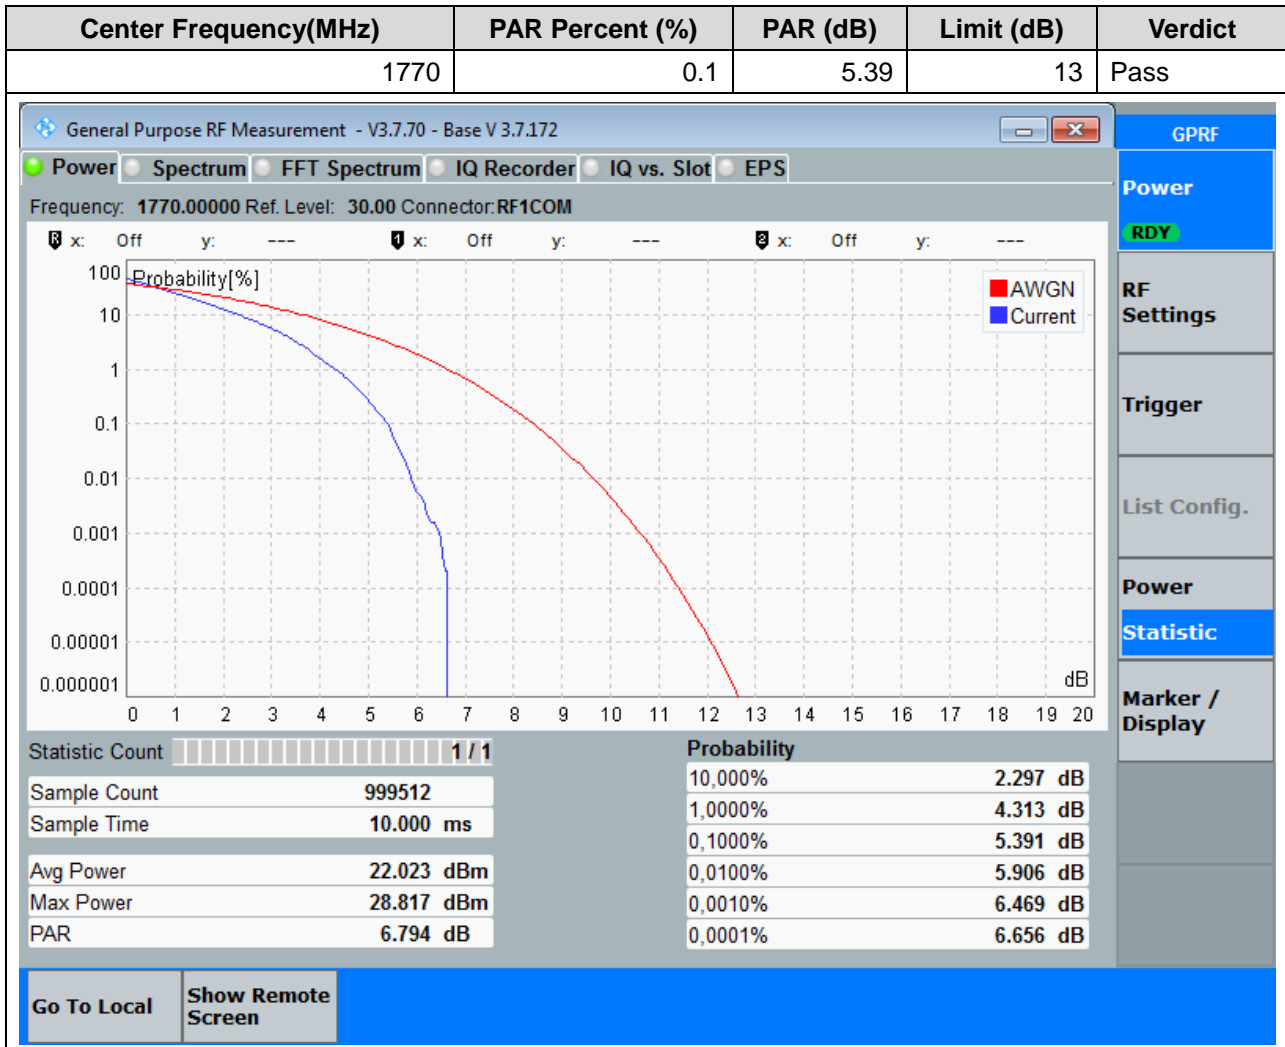 Center Frequency(MHz) PAR Percent (%) PAR (dB) Limit (dB) Verdict
1770 0.1 5.39 13 Pass
General Purpose RF Measurement - V3.7.70 - Base V 3.7.172
GPRF
Power Spectrum FFT Spectrum IQ Recorder IQ vs. Slot EPS
Frequency: 1770.00000 Ref. Level: 30.00 Connector: RF1COM
R x: Off y: --- 1 x: Off y: --- 2 x: Off y: ---
Probability[%]
AWGN
Current
100
10
1
0.1
0.01
0.001
0.0001
0.00001
0.000001
dB
0 1 2 3 4 5 6 7 8 9 10 11 12 13 14 15 16 17 18 19 20
Statistic Count 1 / 1
Sample Count 999512
Sample Time 10.000 ms
Avg Power 22.023 dBm
Max Power 28.817 dBm
PAR 6.794 dB
Probability
10,000% 2.297 dB
1,0000% 4.313 dB
0,1000% 5.391 dB
0,0100% 5.906 dB
0,0010% 6.469 dB
0,0001% 6.656 dB
Power
RDY
RF
Settings
Trigger
List Config.
Power
Statistic
Marker /
Display
Go To Local
Show Remote
Screen